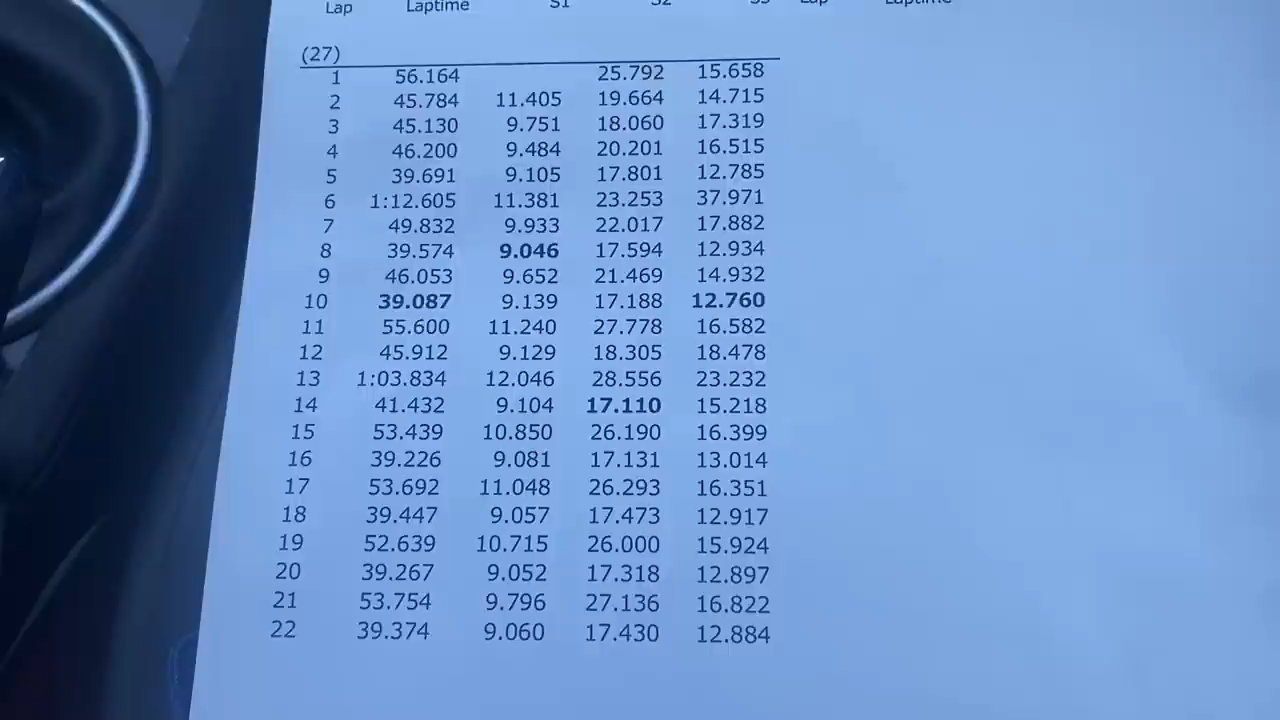 Lap Laptime S1 S2 S3 Lap Laptime
(27)
1 56.164 25.792 15.658
2 45.784 11.405 19.664 14.715
3 45.130 9.751 18.060 17.319
4 46.200 9.484 20.201 16.515
5 39.691 9.105 17.801 12.785
6 1:12.605 11.381 23.253 37.971
7 49.832 9.933 22.017 17.882
8 39.574 9.046 17.594 12.934
9 46.053 9.652 21.469 14.932
10 39.087 9.139 17.188 12.760
11 55.600 11.240 27.778 16.582
12 45.912 9.129 18.305 18.478
13 1:03.834 12.046 28.556 23.232
14 41.432 9.104 17.110 15.218
15 53.439 10.850 26.190 16.399
16 39.226 9.081 17.131 13.014
17 53.692 11.048 26.293 16.351
18 39.447 9.057 17.473 12.917
19 52.639 10.715 26.000 15.924
20 39.267 9.052 17.318 12.897
21 53.754 9.796 27.136 16.822
22 39.374 9.060 17.430 12.884